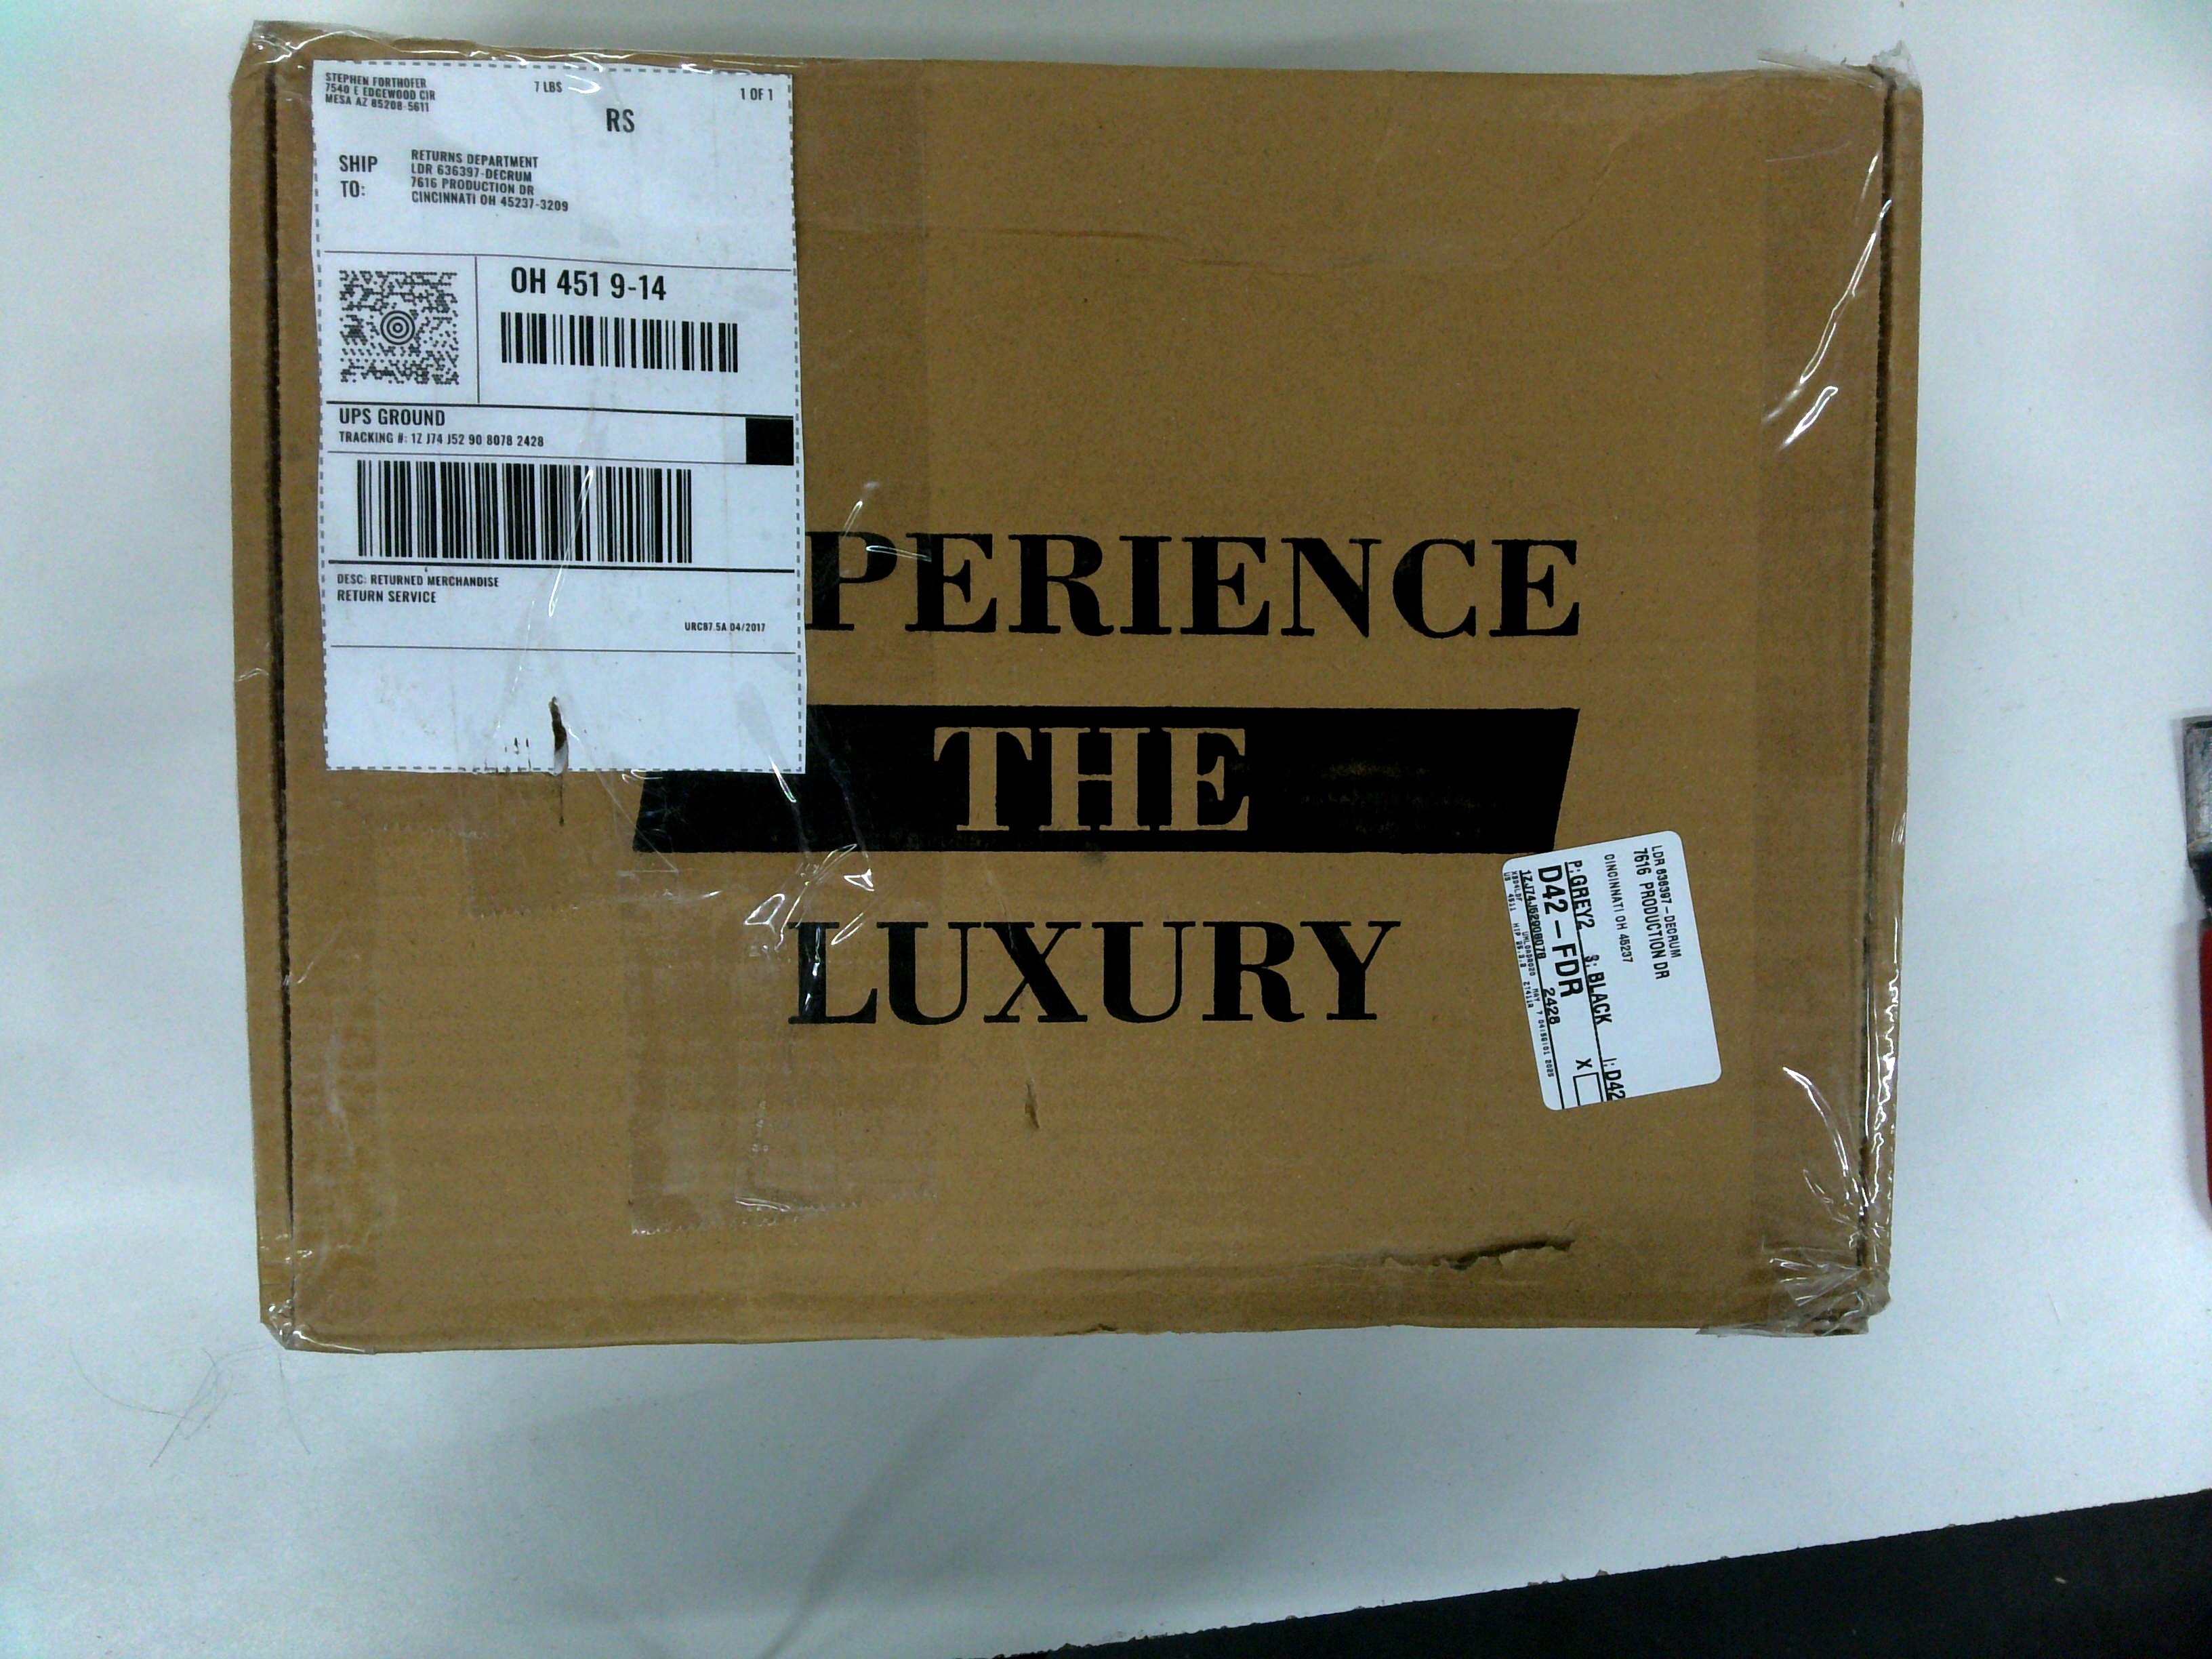 STEPHEN FORTHOFER
7540 E EDGEWOOD CIR
MESA AZ 85208-5611
7 LBS
1 OF 1
RS
SHIP
TO:
RETURNS DEPARTMENT
LDR 636397-DECRUM
7616 PRODUCTION DR
CINCINNATI OH 45237-3209
OH 451 9-14
UPS GROUND
TRACKING #: 1Z J74 J52 90 8078 2428
DESC: RETURNED MERCHANDISE
RETURN SERVICE
URC87.5A 04/2017
PERIENCE
THE
LUXURY
LDR 636397-DECRUM
7616 PRODUCTION DR
CINCINNATI OH 45237
P: GREY2 S: BLACK I: D42
D42-FDR X
1ZJ74J52908078 2428